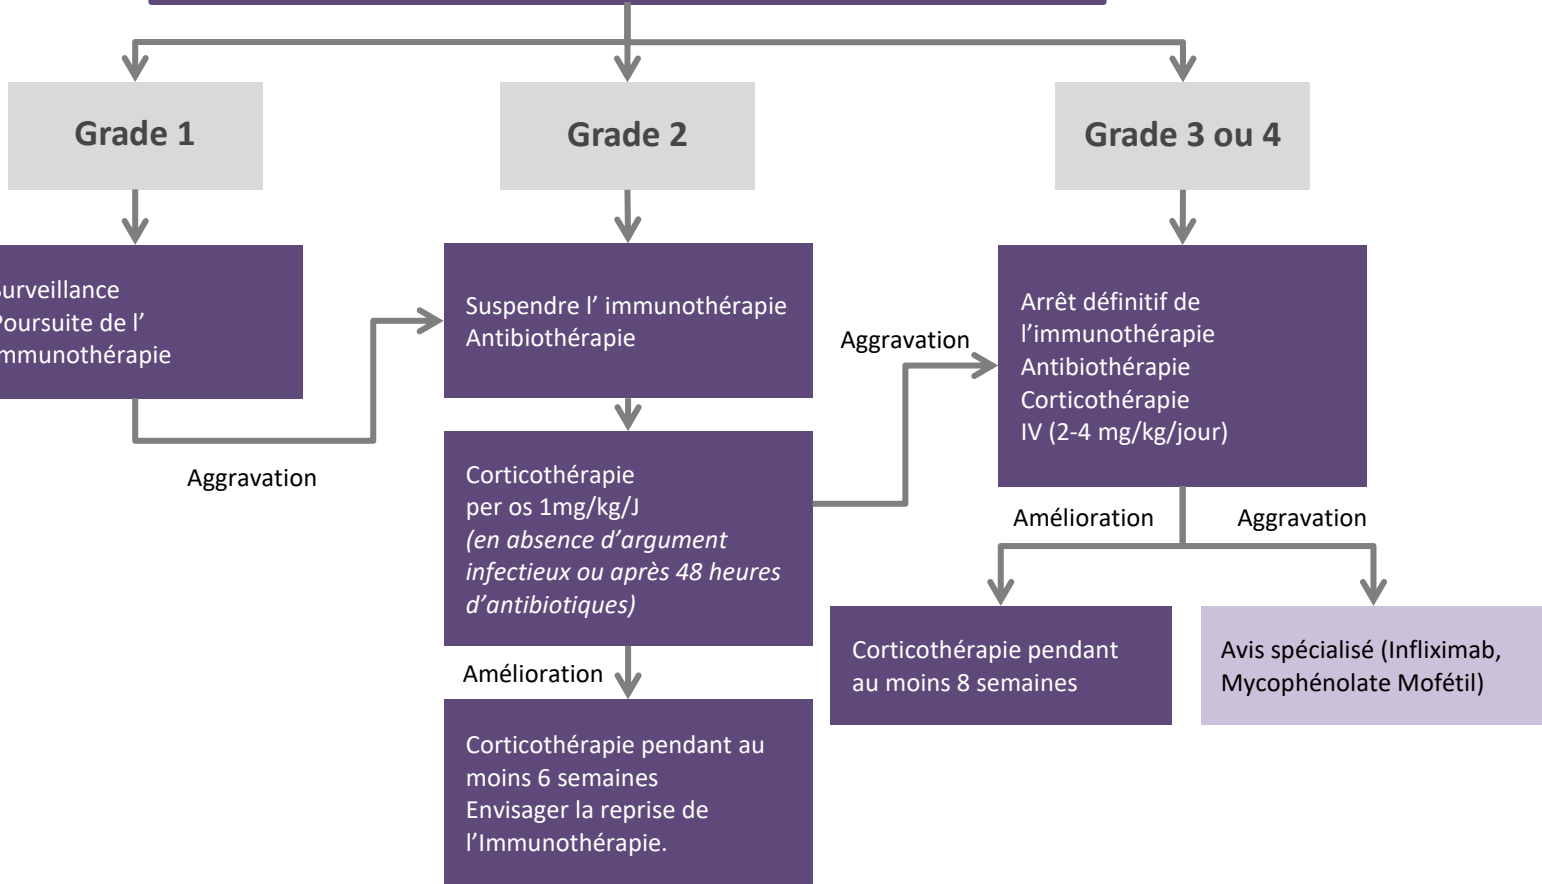 Grade 1
Grade 2
Grade 3 ou 4
Surveillance
Poursuite de l’
immunothérapie
Aggravation
Suspendre l’ immunothérapie
Antibiothérapie
Corticothérapie
per os 1mg/kg/J
(en absence d’argument
infectieux ou après 48 heures
d’antibiotiques)
Amélioration
Corticothérapie pendant au
moins 6 semaines
Envisager la reprise de
l’Immunothérapie.
Aggravation
Arrêt définitif de
l’immunothérapie
Antibiothérapie
Corticothérapie
IV (2-4 mg/kg/jour)
Amélioration
Aggravation
Corticothérapie pendant
au moins 8 semaines
Avis spécialisé (Infliximab,
Mycophénolate Mofétil)